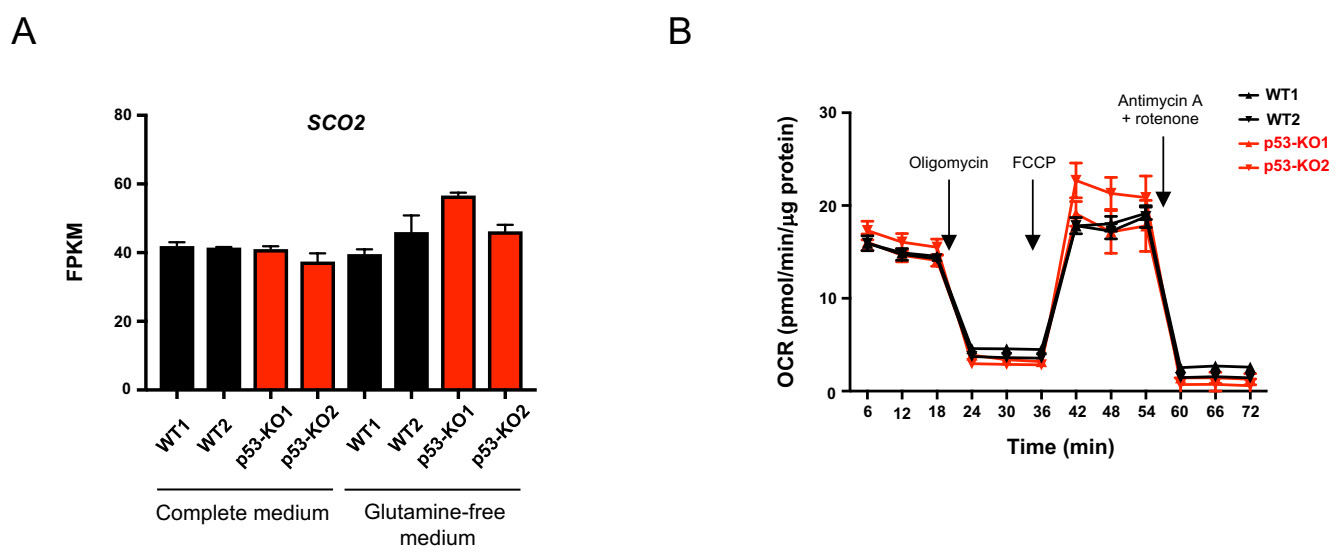 A
SCO2
80
60
40
20
0
FPKM
WT1
WT2
p53-KO1
p53-KO2
WT1
WT2
p53-KO1
p53-KO2
Complete medium
Glutamine-free
medium
B
WT1
WT2
p53-KO1
p53-KO2
Antimycin A
+ rotenone
Oligomycin
FCCP
30
20
10
0
OCR (pmol/min/µg protein)
6 12 18 24 30 36 42 48 54 60 66 72
Time (min)